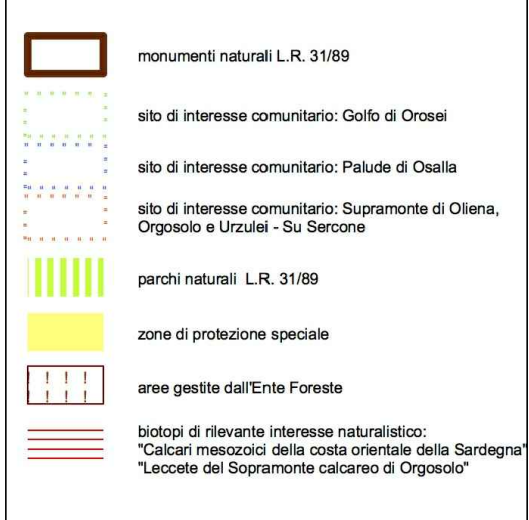 monumenti naturali L.R. 31/89
sito di interesse comunitario: Golfo di Orosei
sito di interesse comunitario: Palude di Osalla
sito di interesse comunitario: Supramonte di Oliena,
Orgosolo e Urzulei - Su Sercone
parchi naturali L.R. 31/89
zone di protezione speciale
aree gestite dall'Ente Foreste
biotopi di rilevante interesse naturalistico:
"Calcari mesozoici della costa orientale della Sardegna"
"Leccete del Sopramonte calcareo di Orgosolo"